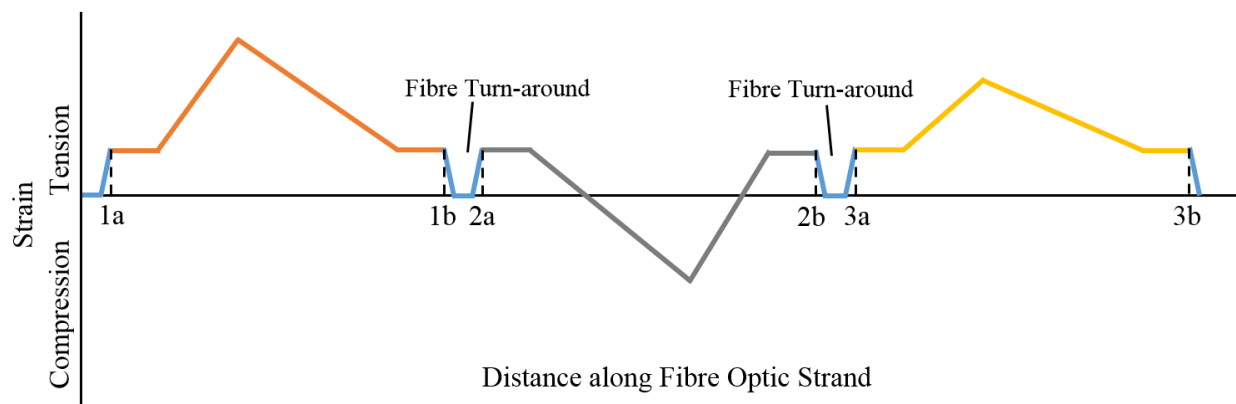 Fibre Turn-around
Fibre Turn-around
Tension
Strain
Compression
1a
1b
2a
2b
3a
3b
Distance along Fibre Optic Strand